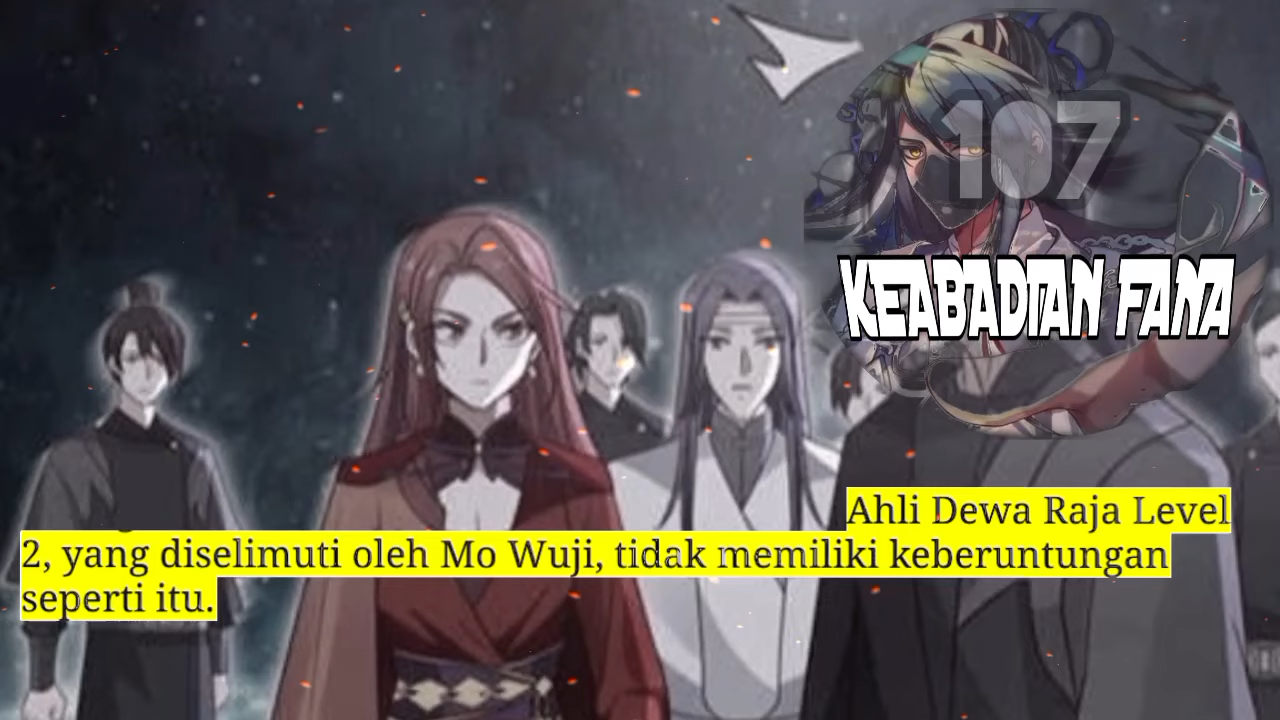 107
KEABADIAN FANA
Ahli Dewa Raja Level
2, yang diselimuti oleh Mo Wuji, tidak memiliki keberuntungan
seperti itu.